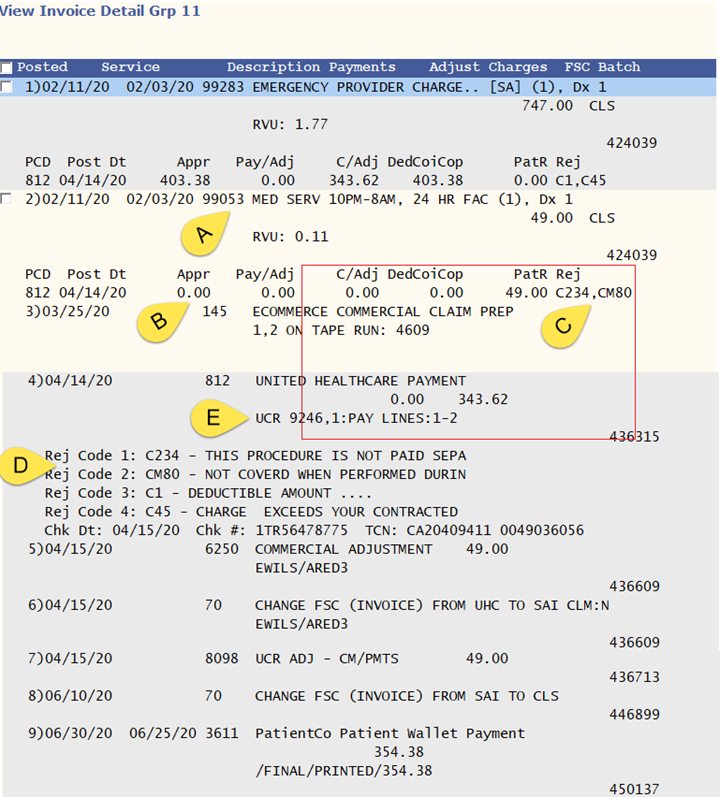 View Invoice Detail Grp 11
Posted Service Description Payments Adjust Charges FSC Batch
1)02/11/20 02/03/20 99283 EMERGENCY PROVIDER CHARGE.. [SA] (1), Dx 1
747.00 CLS
RVU: 1.77
424039
PCD Post Dt Appr Pay/Adj C/Adj DedCoiCop PatR Rej
812 04/14/20 403.38 0.00 343.62 403.38 0.00 C1,C45
2)02/11/20 02/03/20 99053 MED SERV 10PM-8AM, 24 HR FAC (1), Dx 1
49.00 CLS
A
RVU: 0.11
424039
PCD Post Dt Appr Pay/Adj C/Adj DedCoiCop PatR Rej
812 04/14/20 0.00 0.00 0.00 0.00 49.00 C234,CM80
3)03/25/20 145 ECOMMERCE COMMERCIAL CLAIM PREP
B
C
1,2 ON TAPE RUN: 4609
4)04/14/20 812 UNITED HEALTHCARE PAYMENT
0.00 343.62
E
UCR 9246,1:PAY LINES:1-2
436315
Rej Code 1: C234 - THIS PROCEDURE IS NOT PAID SEPA
D
Rej Code 2: CM80 - NOT COVERD WHEN PERFORMED DURIN
Rej Code 3: C1 - DEDUCTIBLE AMOUNT ....
Rej Code 4: C45 - CHARGE EXCEEDS YOUR CONTRACTED
Chk Dt: 04/15/20 Chk #: 1TR56478775 TCN: CA20409411 0049036056
5)04/15/20 6250 COMMERCIAL ADJUSTMENT 49.00
EWILS/ARED3
436609
6)04/15/20 70 CHANGE FSC (INVOICE) FROM UHC TO SAI CLM:N
EWILS/ARED3
436609
7)04/15/20 8098 UCR ADJ - CM/PMTS 49.00
436713
8)06/10/20 70 CHANGE FSC (INVOICE) FROM SAI TO CLS
446899
9)06/30/20 06/25/20 3611 PatientCo Patient Wallet Payment
354.38
/FINAL/PRINTED/354.38
450137